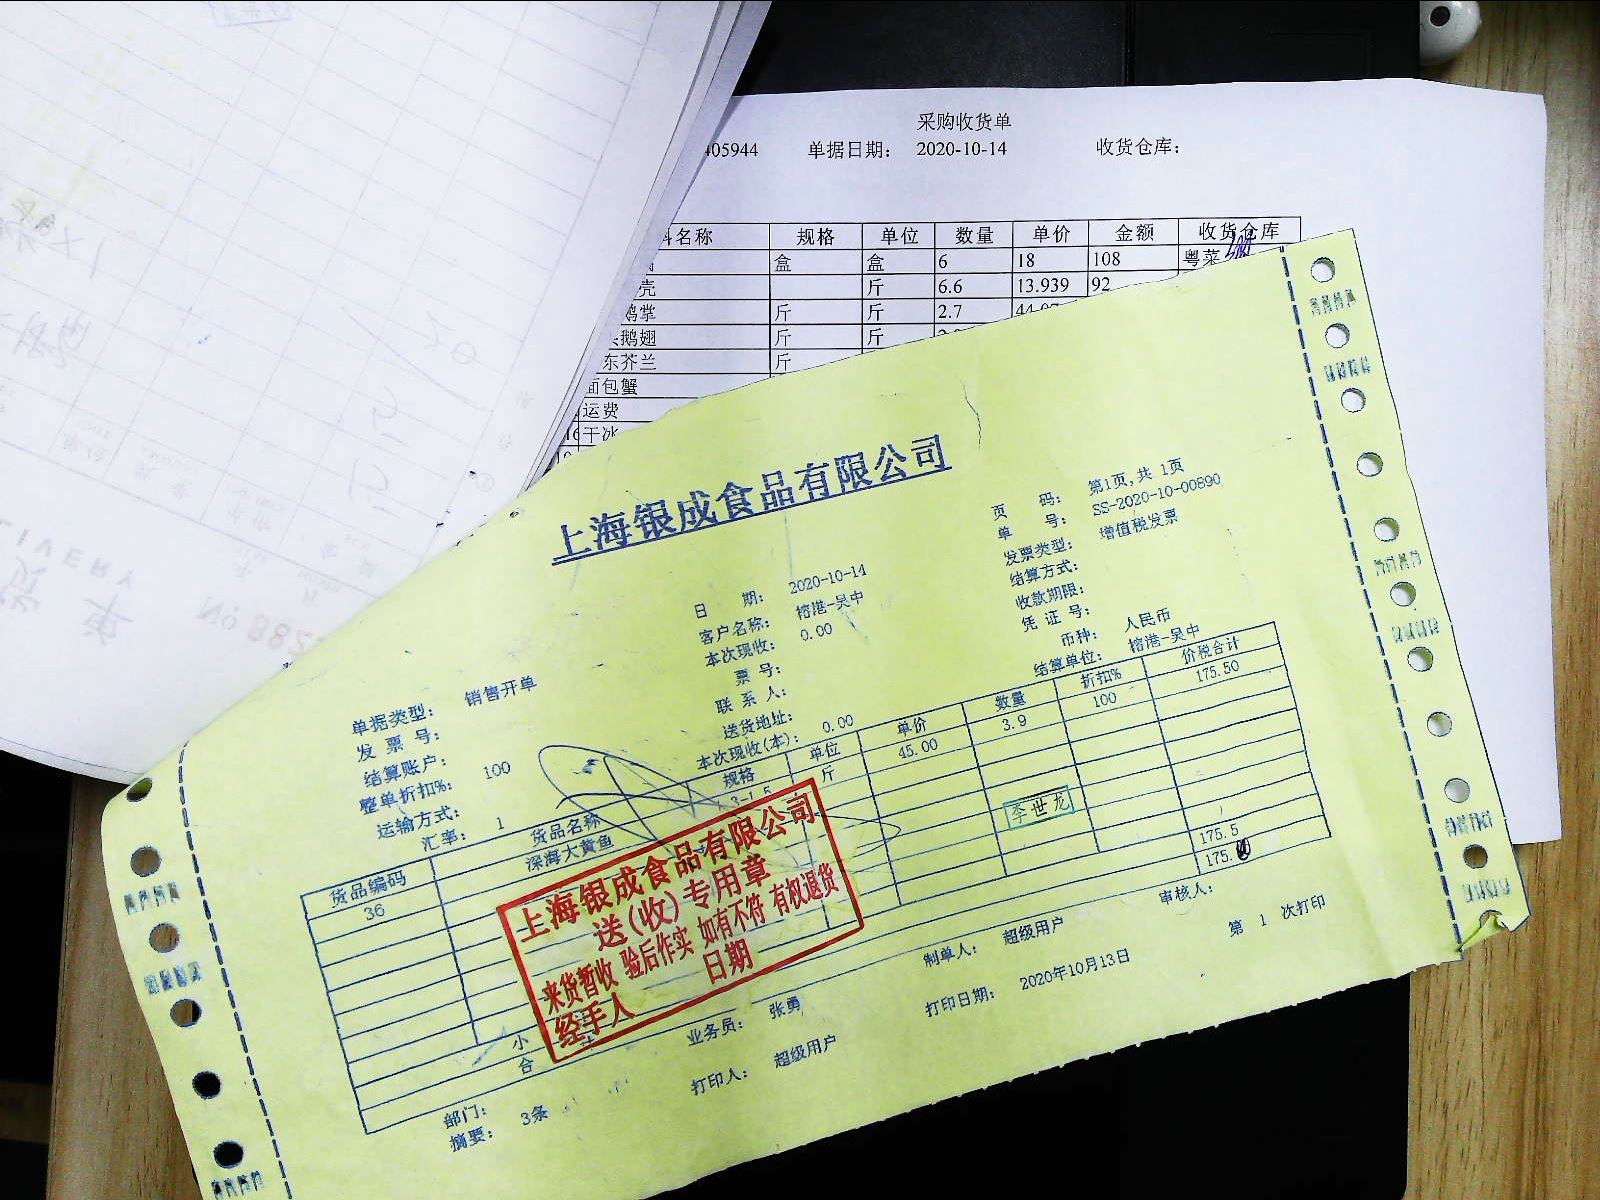 采购收货单
405944 单据日期： 2020-10-14 收货仓库：
名称 规格 单位 数量 单价 金额 收货仓库
盒 盒 6 18 108 粤菜
壳 斤 6.6 13.939 92
鹅掌 斤 斤 2.7
鹅翅 斤 斤
东芥兰 斤
面包蟹
运费
干冰
上海银成食品有限公司
页 码： 第1页,共 1页
单 号： SS-2020-10-00890
发票类型： 增值税发票
结算方式：
收款期限：
凭 证 号：
币种： 人民币
结算单位： 榕港-吴中
日 期： 2020-10-14
客户名称： 榕港-吴中
本次现收： 0.00
票 号：
联 系 人：
送货地址：
本次现收(本)： 0.00
单据类型： 销售开单
发 票 号：
结算账户：
整单折扣%： 100
运输方式：
汇率： 1
货品编码 货品名称 规格 单位 单价 数量 折扣% 价税合计
36 深海大黄鱼 斤 45.00 3.9 100 175.50
李世龙
小 175.5
合 计 175.
上海银成食品有限公司
送(收)专用章
来货暂收 验后作实 如有不符 有权退货
经手人 日期
部门： 业务员： 张勇 制单人： 超级用户 审核人：
摘要： 3条 打印人： 超级用户 打印日期： 2020年10月13日 第 1 次打印
LIVERY
No 882